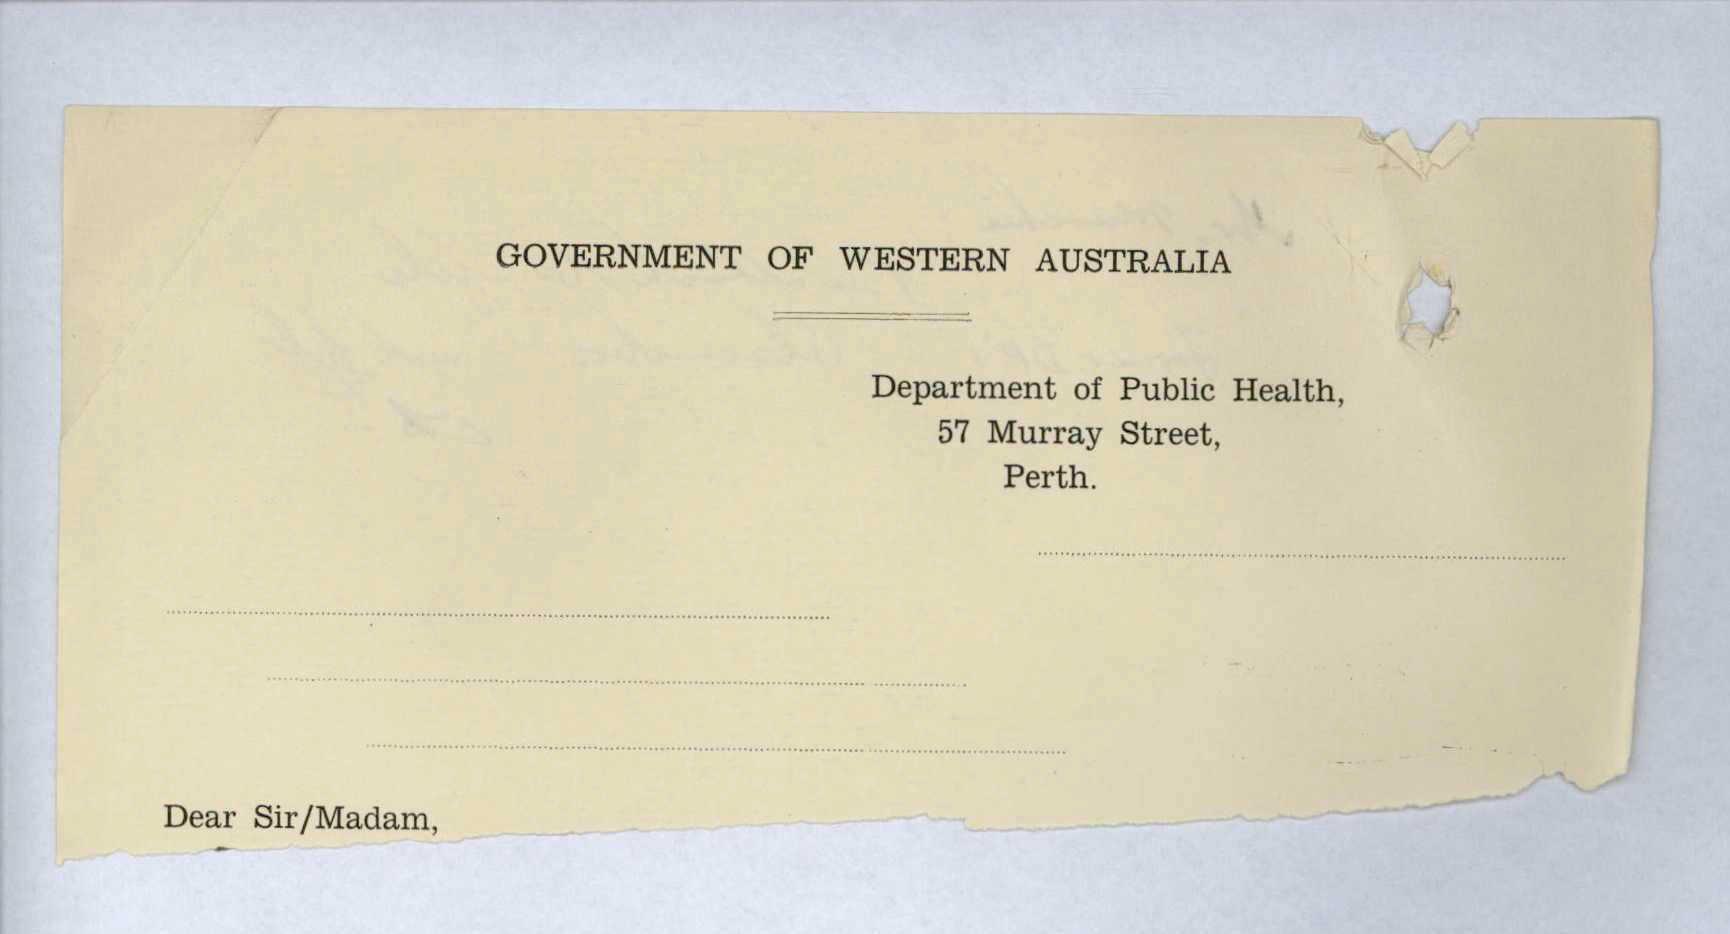 GOVERNMENT OF WESTERN AUSTRALIA
Department of Public Health,
57 Murray Street,
Perth.
Dear Sir/Madam,